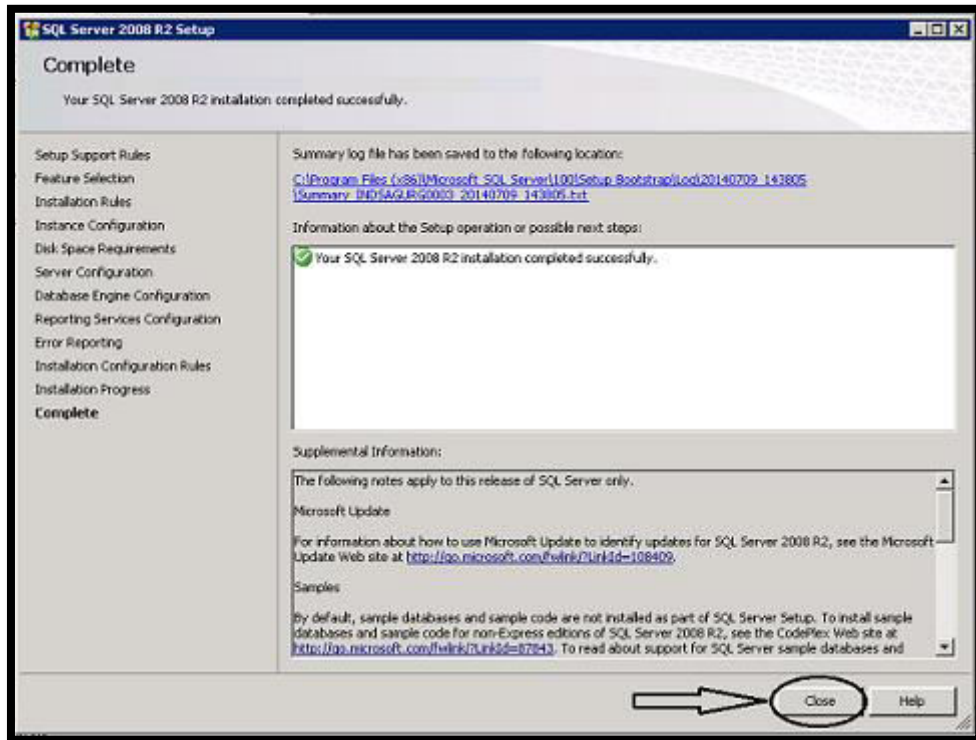 SQL Server 2008 R2 Setup
Complete
Your SQL Server 2008 R2 installation completed successfully.
Setup Support Rules
Feature Selection
Installation Rules
Instance Configuration
Disk Space Requirements
Server Configuration
Database Engine Configuration
Reporting Services Configuration
Error Reporting
Installation Configuration Rules
Installation Progress
Complete
Summary log file has been saved to the following location:
C:\Program Files (x86)\Microsoft SQL Server\100\Setup Bootstrap\Log\20140709_143805
\Summary_INDSAGURG0003_20140709_143805.txt
Information about the Setup operation or possible next steps:
Your SQL Server 2008 R2 installation completed successfully.
Supplemental Information:
The following notes apply to this release of SQL Server only.
Microsoft Update
For information about how to use Microsoft Update to identify updates for SQL Server 2008 R2, see the Microsoft
Update Web site at http://go.microsoft.com/fwlink/?LinkId=108409.
Samples
By default, sample databases and sample code are not installed as part of SQL Server Setup. To install sample
databases and sample code for non-Express editions of SQL Server 2008 R2, see the CodePlex Web site at
http://go.microsoft.com/fwlink/?LinkId=87843. To read about support for SQL Server sample databases and
Close
Help